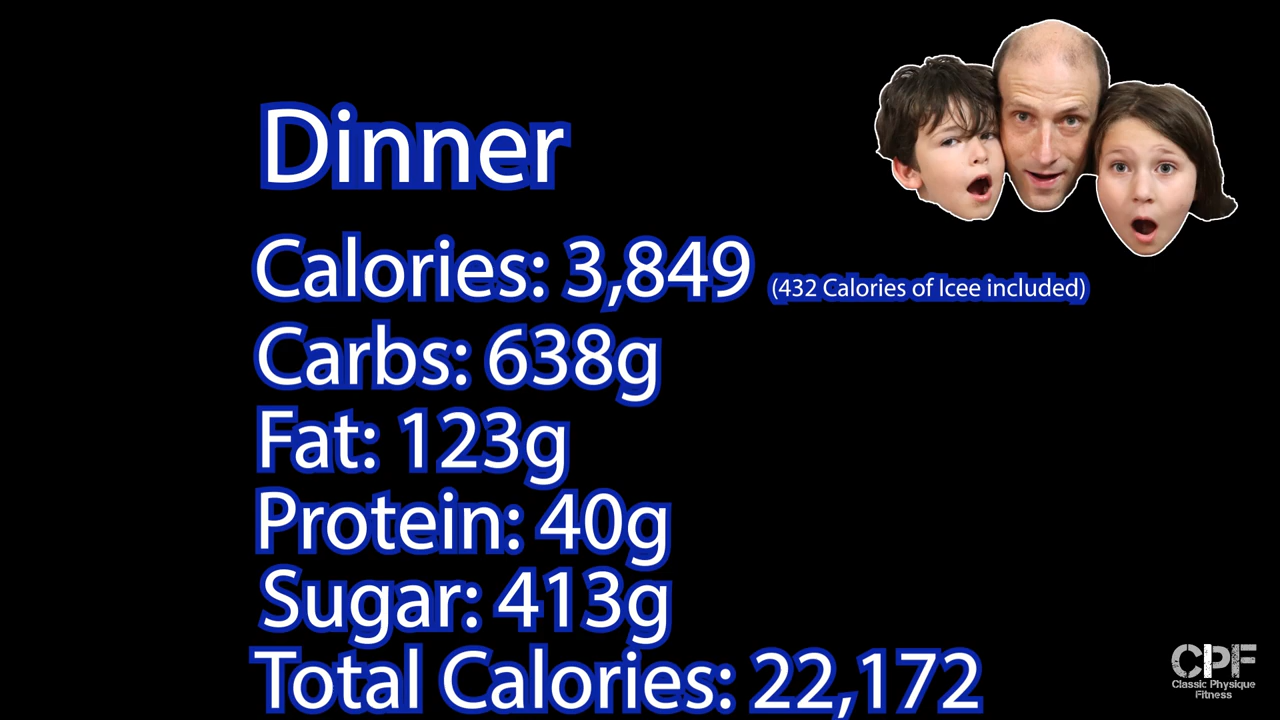 Dinner
Calories: 3,849 (432 Calories of Icee included)
Carbs: 638g
Fat: 123g
Protein: 40g
Sugar: 413g
Total Calories: 22,172
CPF
Classic Physique
Fitness